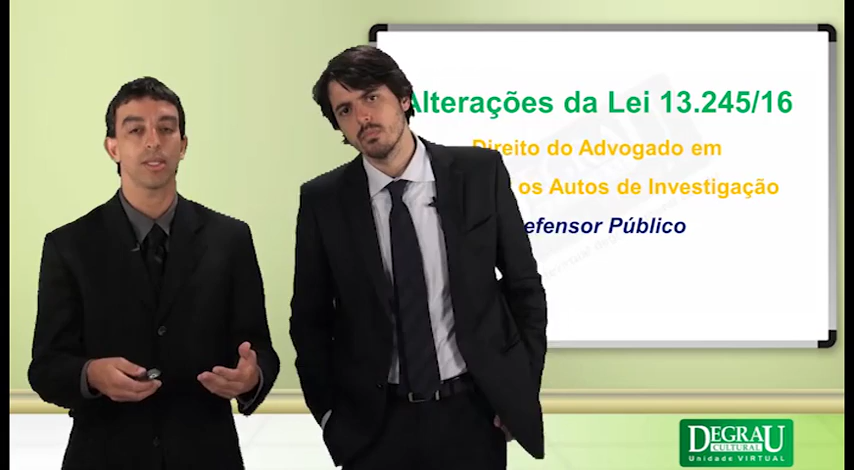 Alterações da Lei 13.245/16
Direito do Advogado em
os Autos de Investigação
efensor Público
DEGRAU
CULTURAL
Unidade VIRTUAL